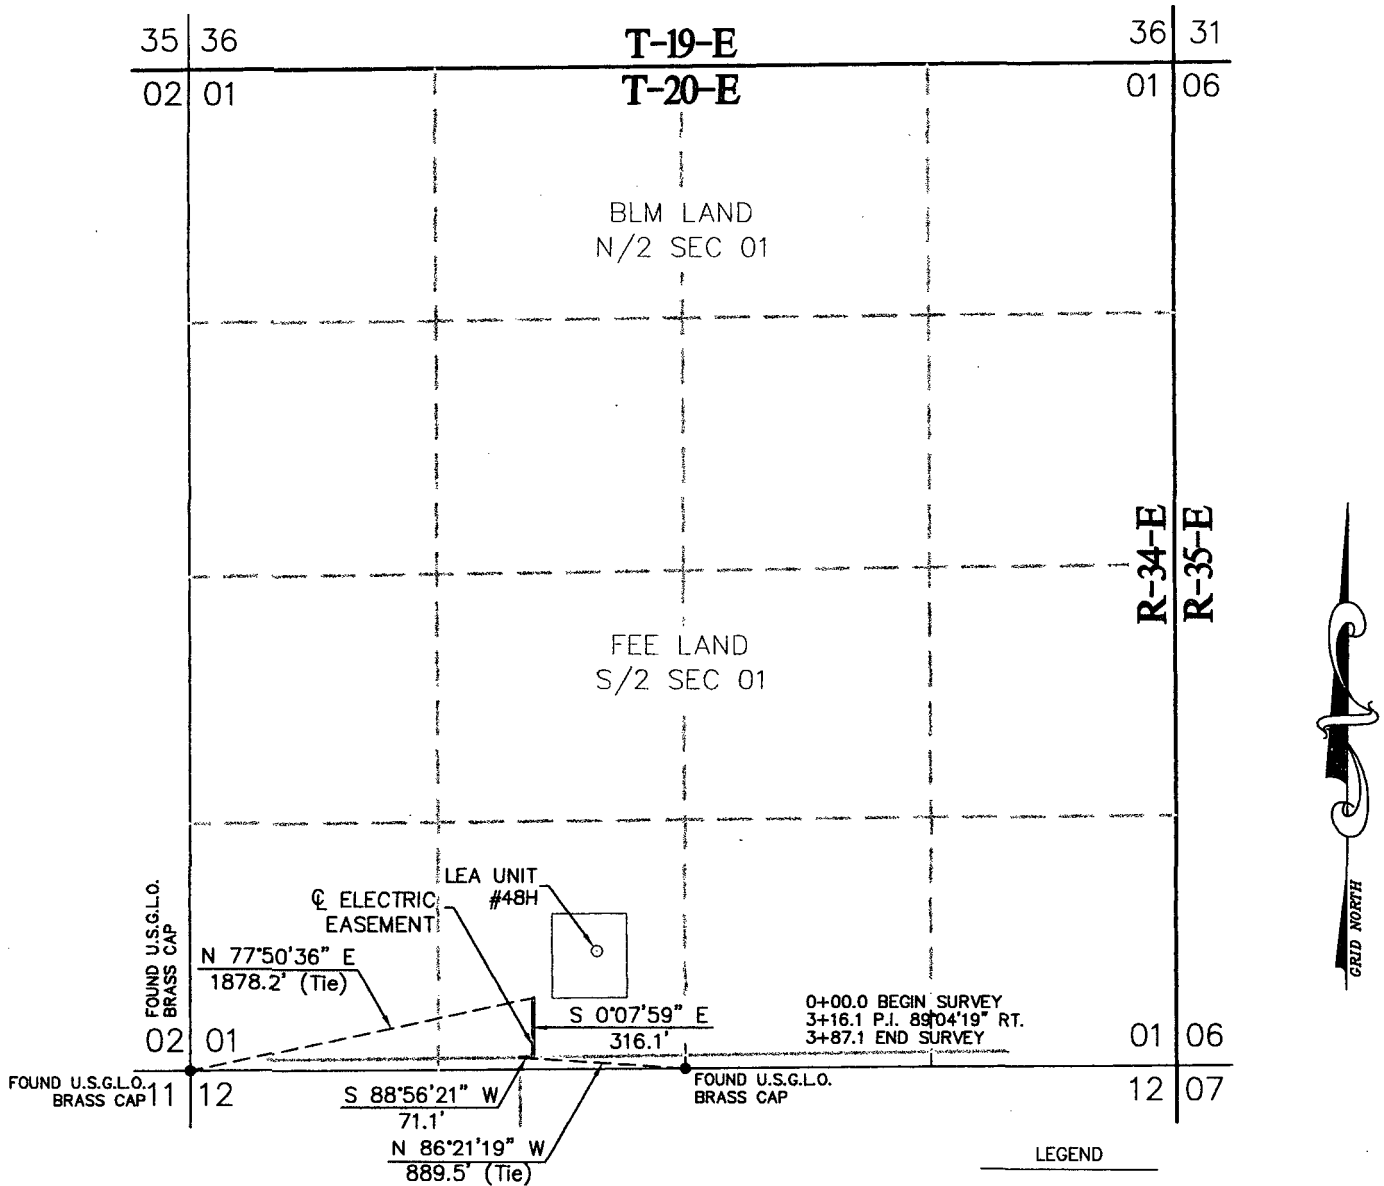 35 36
T-19-E
36 31
02 01
T-20-E
01 06
BLM LAND
N/2 SEC 01
R-34-E
R-35-E
FEE LAND
S/2 SEC 01
LEA UNIT
#48H
℄ ELECTRIC
EASEMENT
FOUND U.S.G.L.O.
BRASS CAP
N 77°50'36" E
1878.2' (Tie)
GRID NORTH
S 0°07'59" E
316.1'
0+00.0 BEGIN SURVEY
3+16.1 P.I. 89°04'19" RT.
3+87.1 END SURVEY
02 01
01 06
FOUND U.S.G.L.O.
BRASS CAP
11 12
S 88°56'21" W
71.1'
FOUND U.S.G.L.O.
BRASS CAP
12 07
N 86°21'19" W
889.5' (Tie)
LEGEND